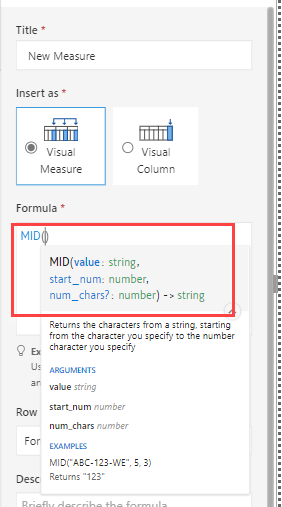 Title *
New Measure
Insert as *
Visual
Measure
Visual
Column
Formula *
MID()
MID(value: string,
start_num: number,
num_chars?: number) -> string
Returns the characters from a string, starting
from the character you specify to the number
character you specify
ARGUMENTS
value string
start_num number
num_chars number
EXAMPLES
MID("ABC-123-WE", 5, 3)
Returns "123"
Us
an
Row
For
Desc
Briefly describe the formula